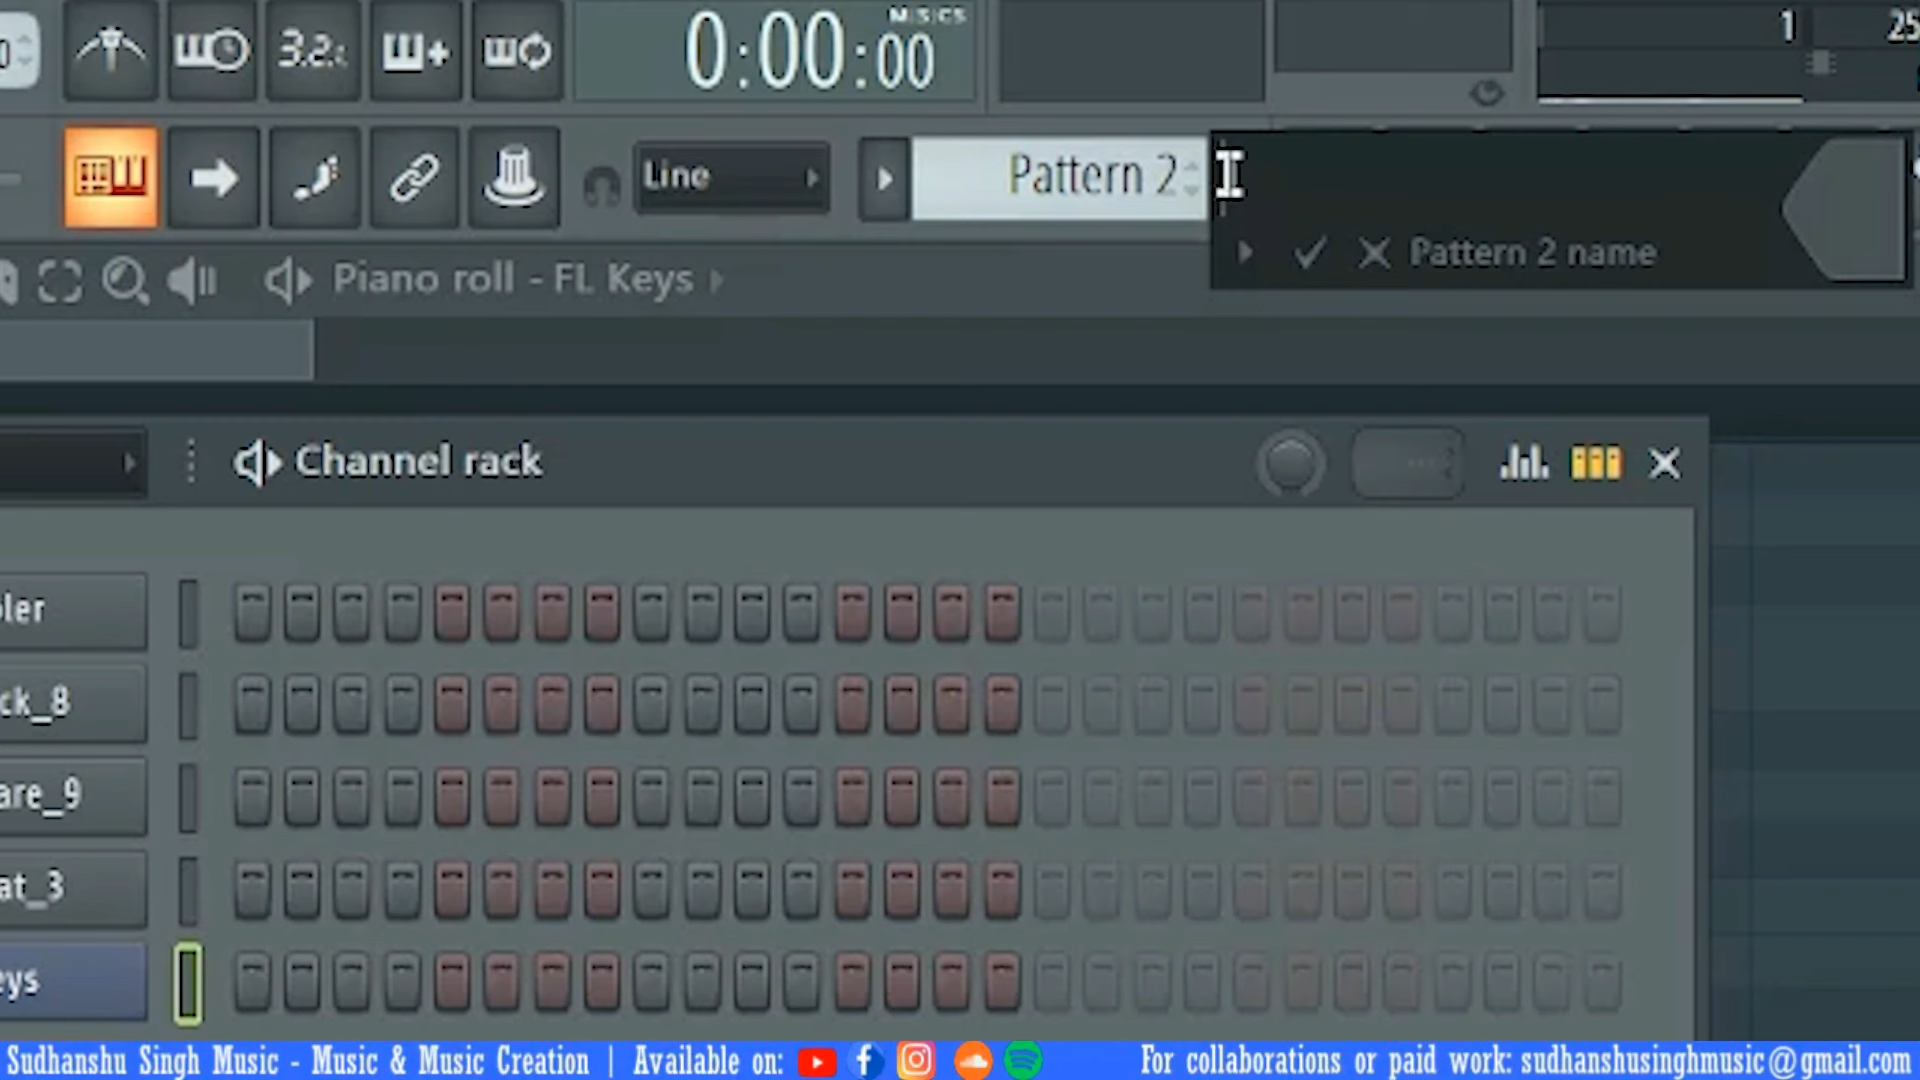 M:S:CS
0:00:00
3.2.
1
25
Line
Pattern 2
Pattern 2 name
Piano roll - FL Keys
Channel rack
ler
ck_8
are_9
at_3
eys
Sudhanshu Singh Music - Music & Music Creation | Available on:
For collaborations or paid work: sudhanshusinghmusic@gmail.com